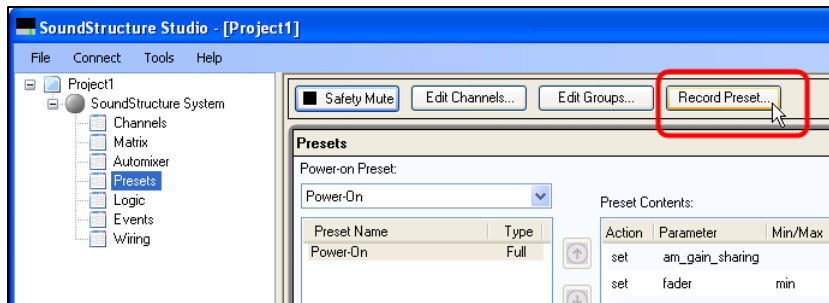 SoundStructure Studio - [Project1]
File Connect Tools Help
Project1
SoundStructure System
Channels
Matrix
Automixer
Presets
Logic
Events
Wiring
Safety Mute Edit Channels... Edit Groups... Record Preset...
Presets
Power-on Preset:
Power-On
Preset Name Type
Power-On Full
Preset Contents:
Action Parameter Min/Max
set am_gain_sharing
set fader min